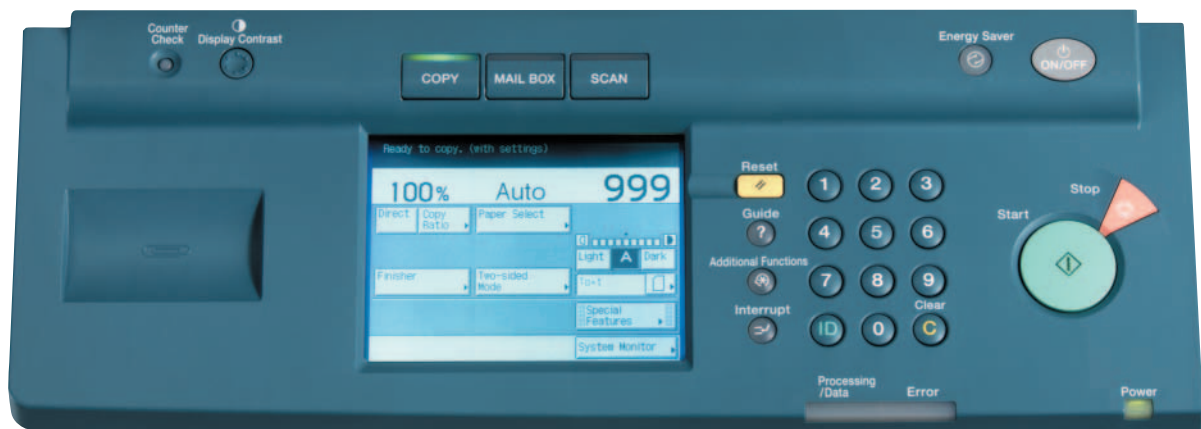 Counter
Check
Display Contrast
Energy Saver
ON/OFF
COPY
MAIL BOX
SCAN
Ready to copy. (with settings)
100% Auto 999
Direct
Copy
Ratio
Paper Select
Light A Dark
Finisher
Two-sided
Mode
Text
Special
Features
System Monitor
Reset
Guide
?
Additional Functions
Interrupt
1 2 3
4 5 6
7 8 9
Clear
ID 0 C
Stop
Start
Processing
/Data
Error
Power